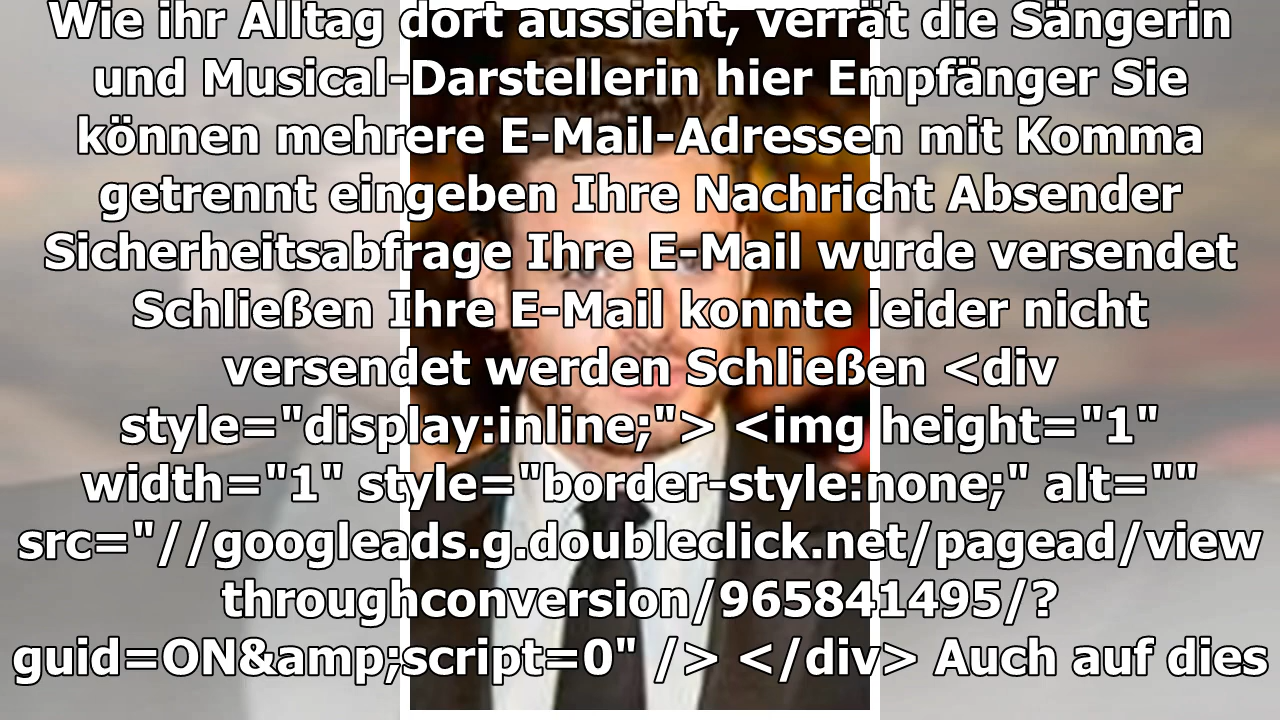 Wie ihr Alltag dort aussieht, verrät die Sängerin
und Musical-Darstellerin hier Empfänger Sie
können mehrere E-Mail-Adressen mit Komma
getrennt eingeben Ihre Nachricht Absender
Sicherheitsabfrage Ihre E-Mail wurde versendet
Schließen Ihre E-Mail konnte leider nicht
versendet werden Schließen <div
style="display:inline;"> <img height="1"
width="1" style="border-style:none;" alt=""
src="//googleads.g.doubleclick.net/pagead/view
throughconversion/965841495/?
guid=ON&amp;script=0" /> </div> Auch auf dies